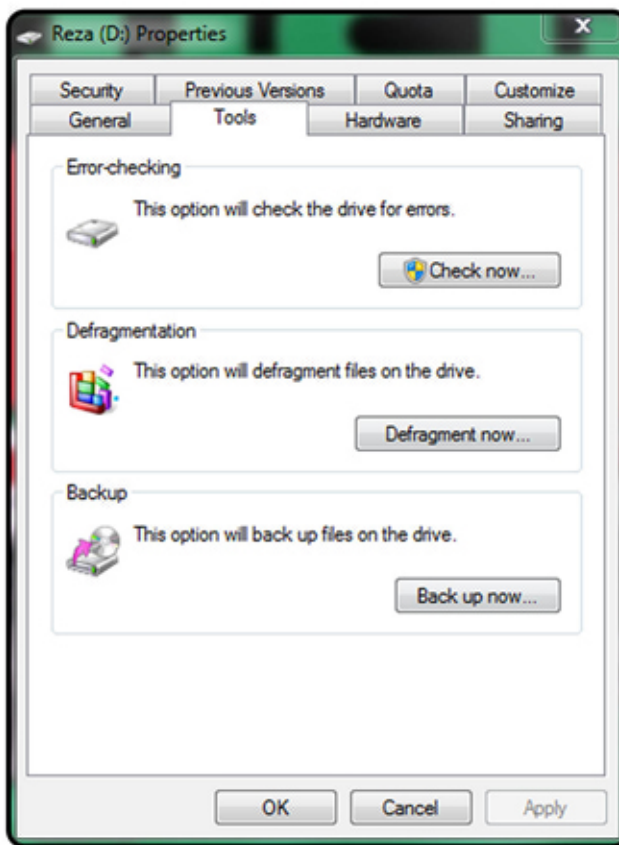 Reza (D:) Properties
Security Previous Versions Quota Customize
General Tools Hardware Sharing
Error-checking
This option will check the drive for errors.
Check now...
Defragmentation
This option will defragment files on the drive.
Defragment now...
Backup
This option will back up files on the drive.
Back up now...
OK Cancel Apply